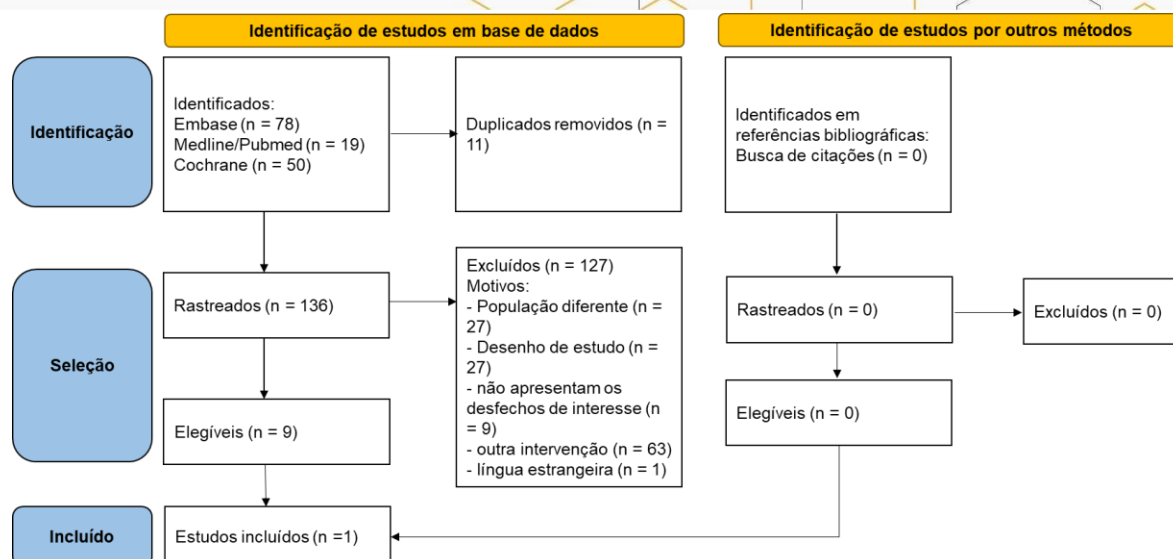 Identificação de estudos em base de dados
Identificação de estudos por outros métodos
Identificação
Identificados:
Embase (n = 78)
Medline/Pubmed (n = 19)
Cochrane (n = 50)
Duplicados removidos (n =
11)
Identificados em
referências bibliográficas:
Busca de citações (n = 0)
Seleção
Rastreados (n = 136)
Excluídos (n = 127)
Motivos:
- População diferente (n =
27)
- Desenho de estudo (n =
27)
- não apresentam os
desfechos de interesse (n
= 9)
- outra intervenção (n = 63)
- língua estrangeira (n = 1)
Rastreados (n = 0)
Excluídos (n = 0)
Elegíveis (n = 9)
Elegíveis (n = 0)
Incluído
Estudos incluídos (n =1)